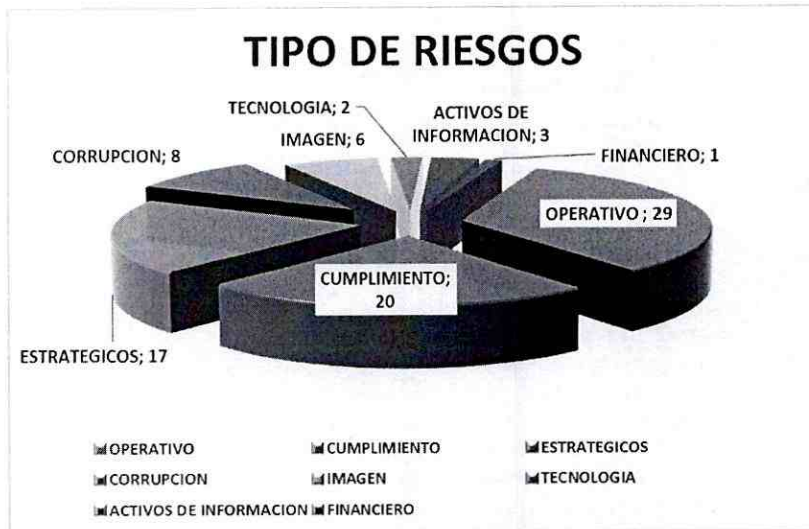 TIPO DE RIESGOS
TECNOLOGIA; 2
ACTIVOS DE
INFORMACION; 3
IMAGEN; 6
CORRUPCION; 8
FINANCIERO; 1
OPERATIVO ; 29
CUMPLIMIENTO;
20
ESTRATEGICOS; 17
OPERATIVO CUMPLIMIENTO ESTRATEGICOS
CORRUPCION IMAGEN TECNOLOGIA
ACTIVOS DE INFORMACION FINANCIERO